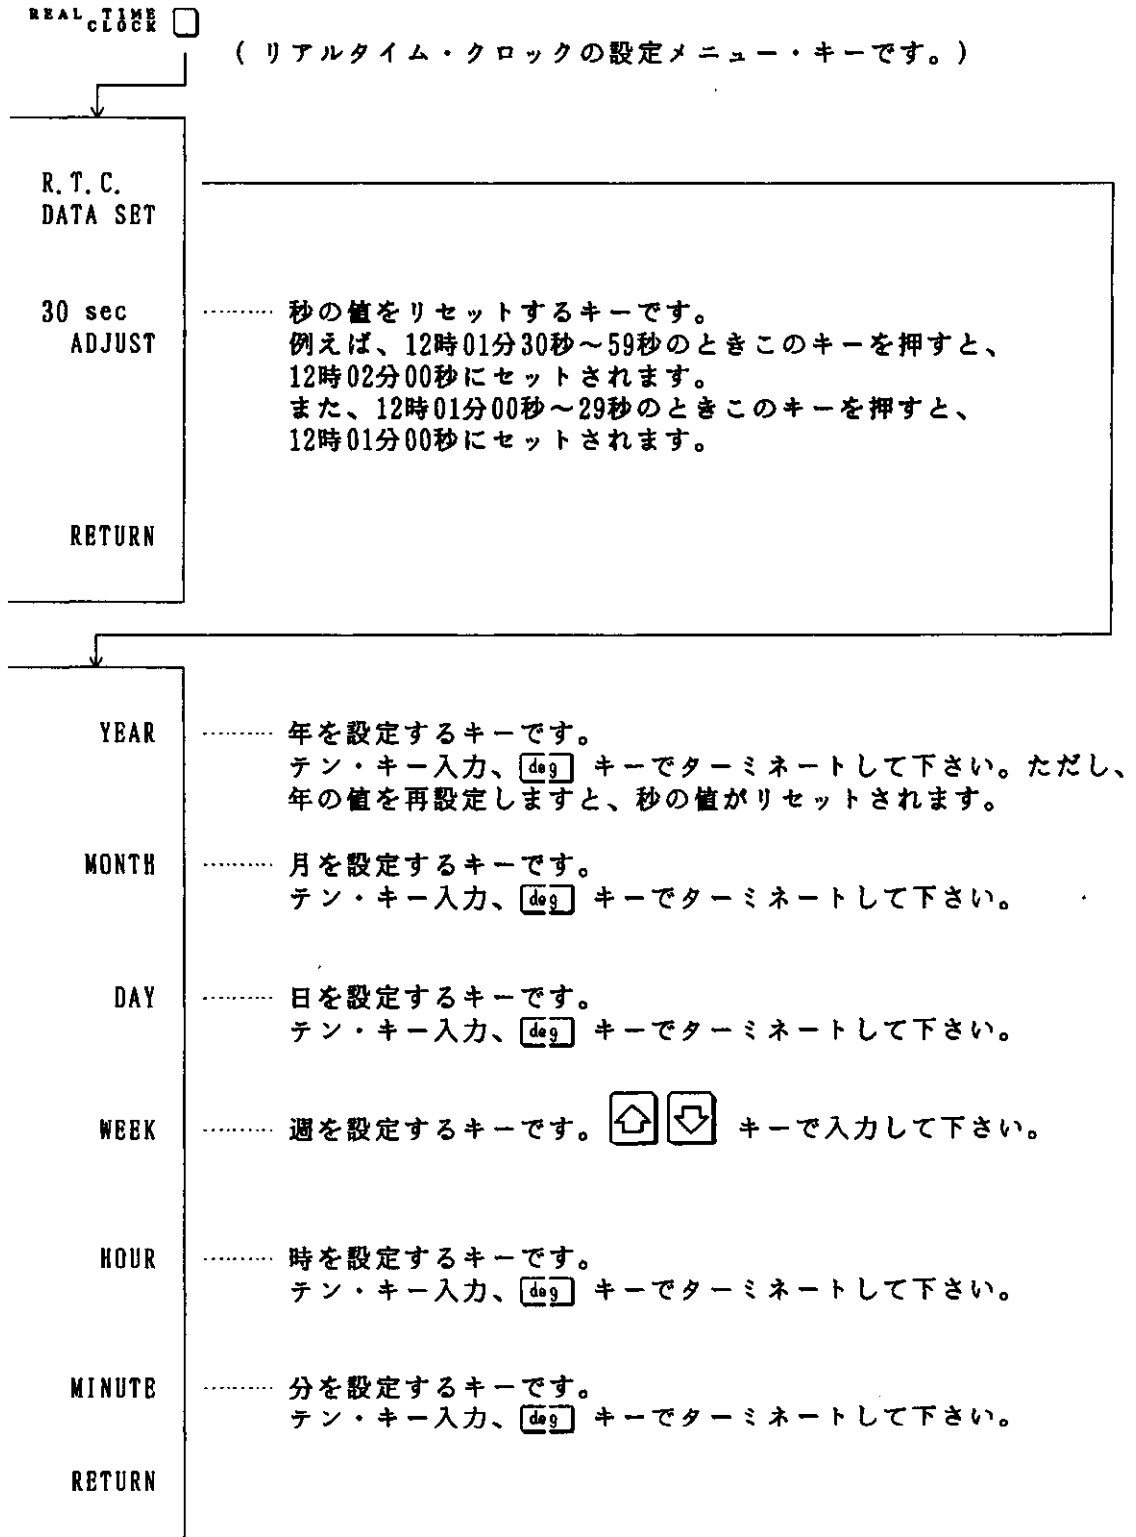 REAL TIME
CLOCK
( リアルタイム・クロックの設定メニュー・キーです。)
R.T.C.
DATA SET
30 sec ········· 秒の値をリセットするキーです。
ADJUST 例えば、12時01分30秒～59秒のときこのキーを押すと、
12時02分00秒にセットされます。
また、12時01分00秒～29秒のときこのキーを押すと、
12時01分00秒にセットされます。
RETURN
YEAR ········· 年を設定するキーです。
テン・キー入力、deg キーでターミネートして下さい。ただし、
年の値を再設定しますと、秒の値がリセットされます。
MONTH ········· 月を設定するキーです。
テン・キー入力、deg キーでターミネートして下さい。
DAY ········· 日を設定するキーです。
テン・キー入力、deg キーでターミネートして下さい。
WEEK ········· 週を設定するキーです。 キーで入力して下さい。
HOUR ········· 時を設定するキーです。
テン・キー入力、deg キーでターミネートして下さい。
MINUTE ········· 分を設定するキーです。
テン・キー入力、deg キーでターミネートして下さい。
RETURN